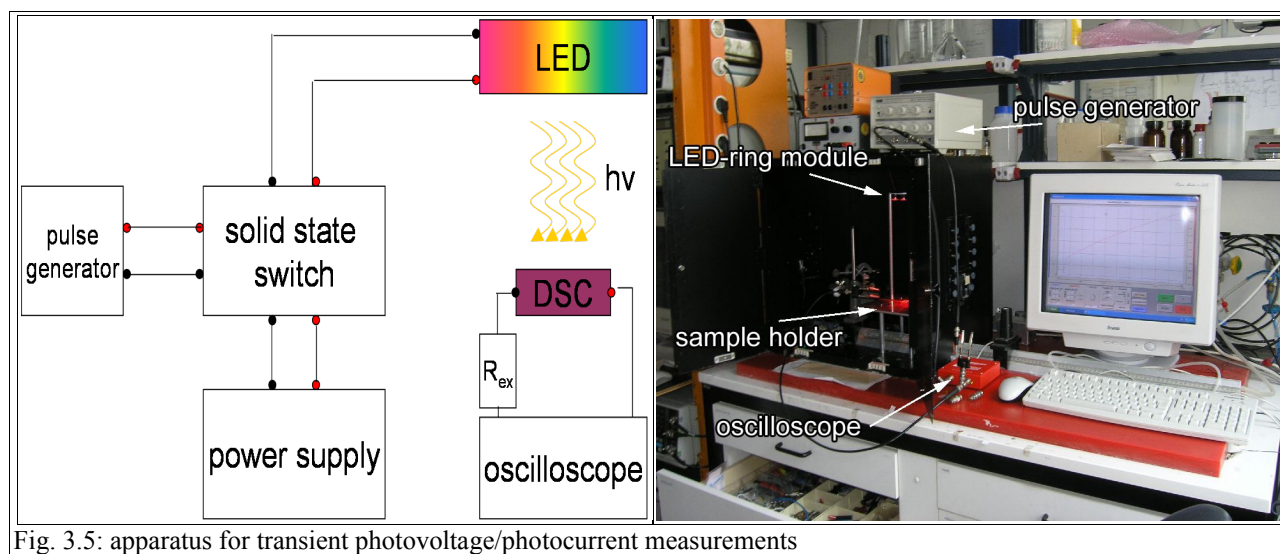 LED
hv
pulse
generator
solid state
switch
DSC
R_ex
power supply
oscilloscope
pulse generator
LED-ring module
sample holder
oscilloscope
Fig. 3.5: apparatus for transient photovoltage/photocurrent measurements